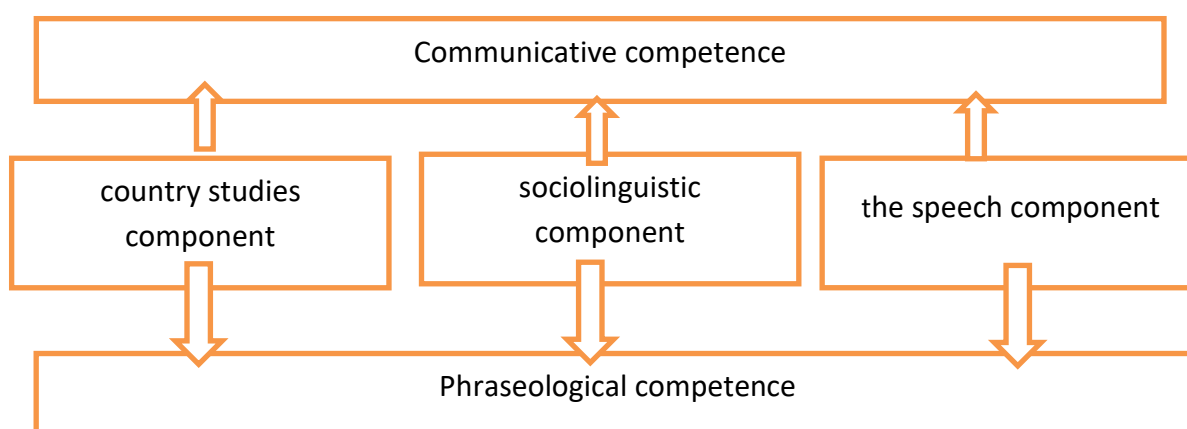 Communicative competence
country studies
component
sociolinguistic
component
the speech component
Phraseological competence